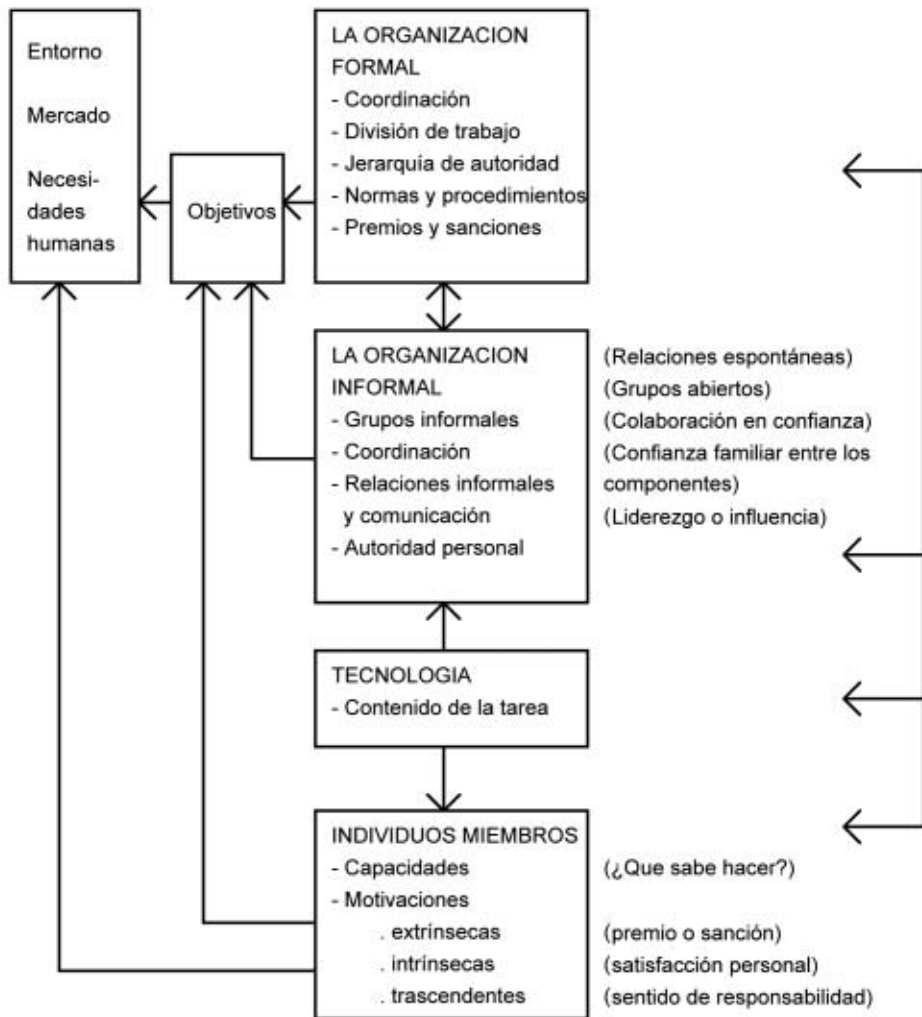 Entorno
Mercado
Necesi-
dades
humanas
Objetivos
LA ORGANIZACION
FORMAL
- Coordinación
- División de trabajo
- Jerarquía de autoridad
- Normas y procedimientos
- Premios y sanciones
LA ORGANIZACION
INFORMAL
- Grupos informales
- Coordinación
- Relaciones informales
y comunicación
- Autoridad personal
(Relaciones espontáneas)
(Grupos abiertos)
(Colaboración en confianza)
(Confianza familiar entre los
componentes)
(Liderezgo o influencia)
TECNOLOGIA
- Contenido de la tarea
INDIVIDUOS MIEMBROS
- Capacidades
- Motivaciones
. extrínsecas
. intrínsecas
. trascendentes
(¿Que sabe hacer?)
(premio o sanción)
(satisfacción personal)
(sentido de responsabilidad)